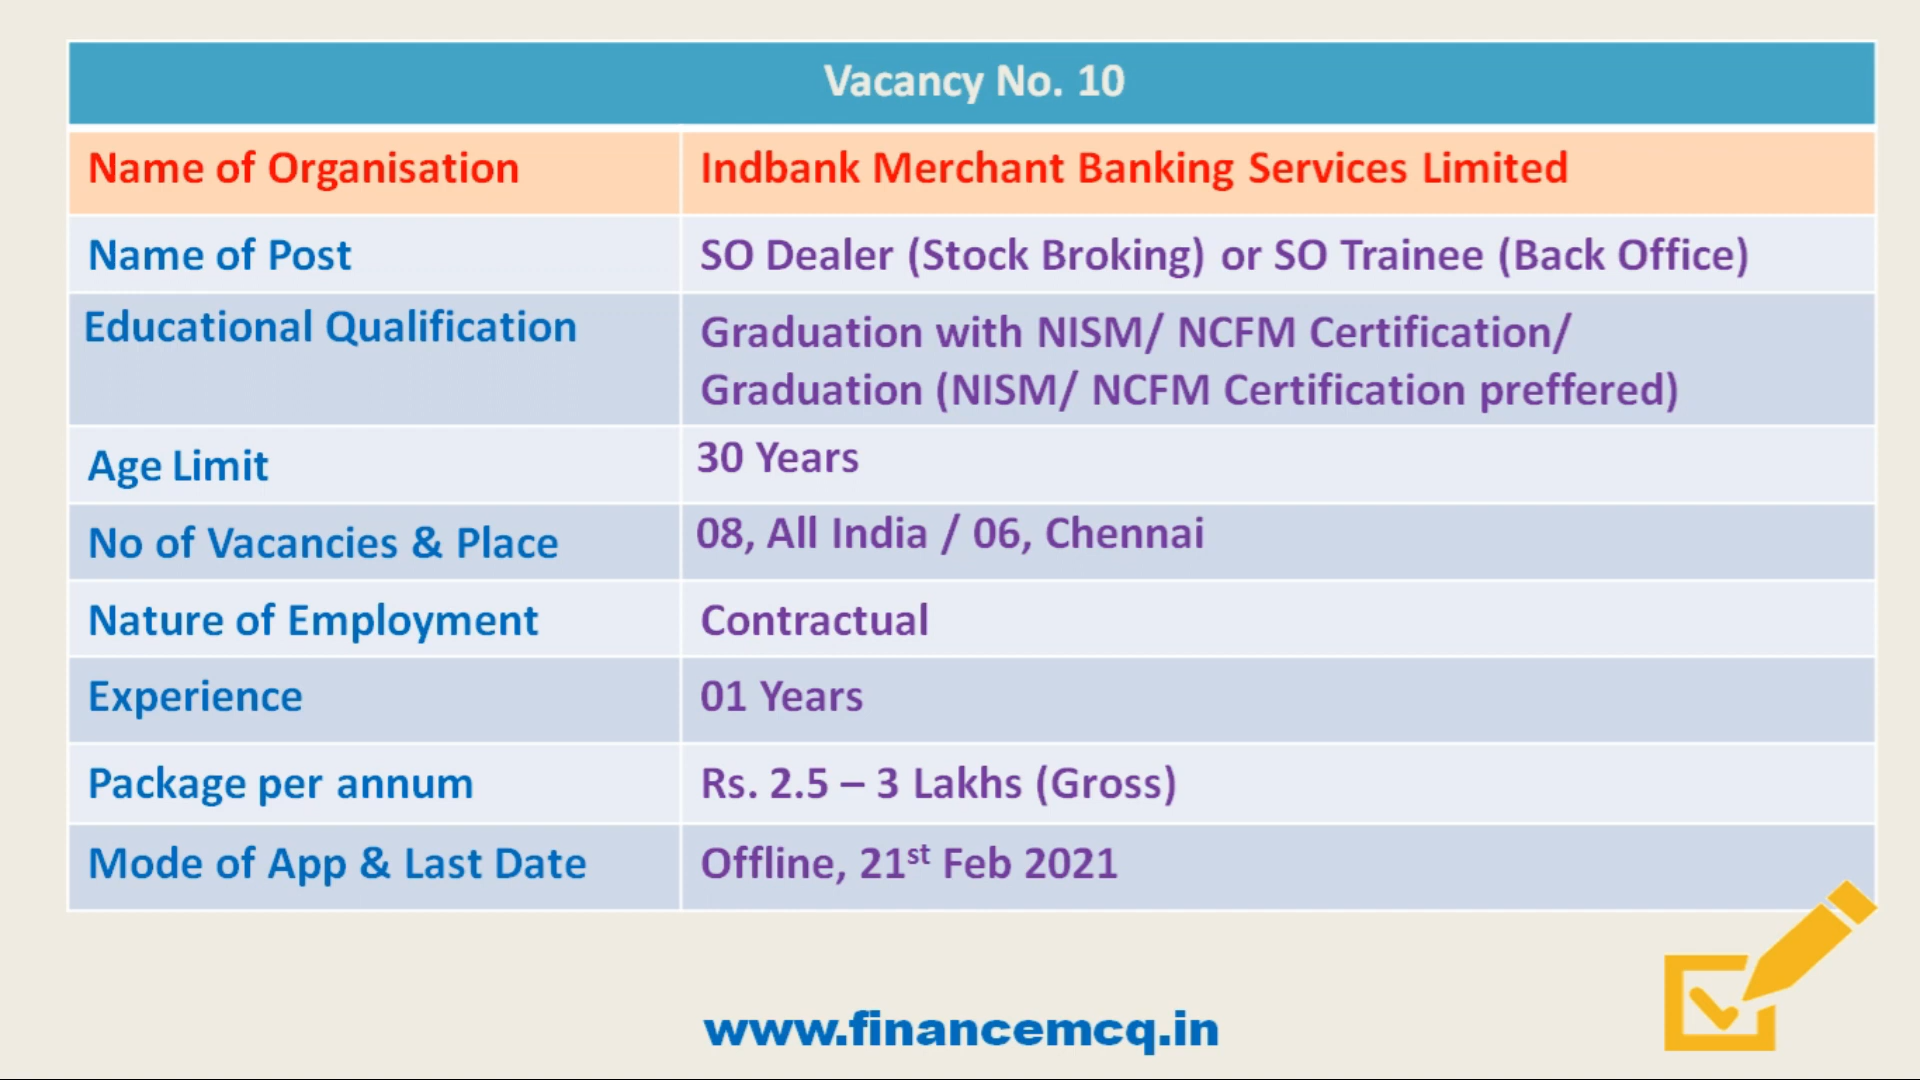 Vacancy No. 10
Name of Organisation Indbank Merchant Banking Services Limited
Name of Post SO Dealer (Stock Broking) or SO Trainee (Back Office)
Educational Qualification Graduation with NISM/ NCFM Certification/
Graduation (NISM/ NCFM Certification preffered)
Age Limit 30 Years
No of Vacancies & Place 08, All India / 06, Chennai
Nature of Employment Contractual
Experience 01 Years
Package per annum Rs. 2.5 – 3 Lakhs (Gross)
Mode of App & Last Date Offline, 21st Feb 2021
www.financemcq.in